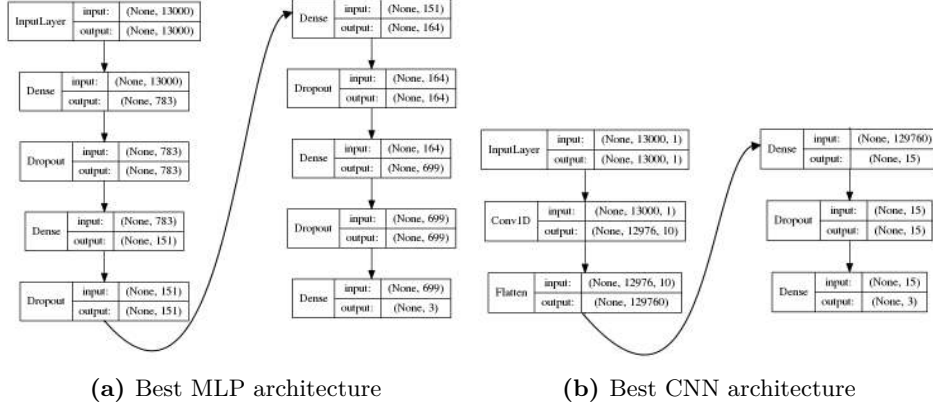 InputLayer input: (None, 13000)
output: (None, 13000)
Dense input: (None, 13000)
output: (None, 783)
Dropout input: (None, 783)
output: (None, 783)
Dense input: (None, 783)
output: (None, 151)
Dropout input: (None, 151)
output: (None, 151)
Dense input: (None, 151)
output: (None, 164)
Dropout input: (None, 164)
output: (None, 164)
Dense input: (None, 164)
output: (None, 699)
Dropout input: (None, 699)
output: (None, 699)
Dense input: (None, 699)
output: (None, 3)
(a) Best MLP architecture
InputLayer input: (None, 13000, 1)
output: (None, 13000, 1)
Conv1D input: (None, 13000, 1)
output: (None, 12976, 10)
Flatten input: (None, 12976, 10)
output: (None, 129760)
Dense input: (None, 129760)
output: (None, 15)
Dropout input: (None, 15)
output: (None, 15)
Dense input: (None, 15)
output: (None, 3)
(b) Best CNN architecture